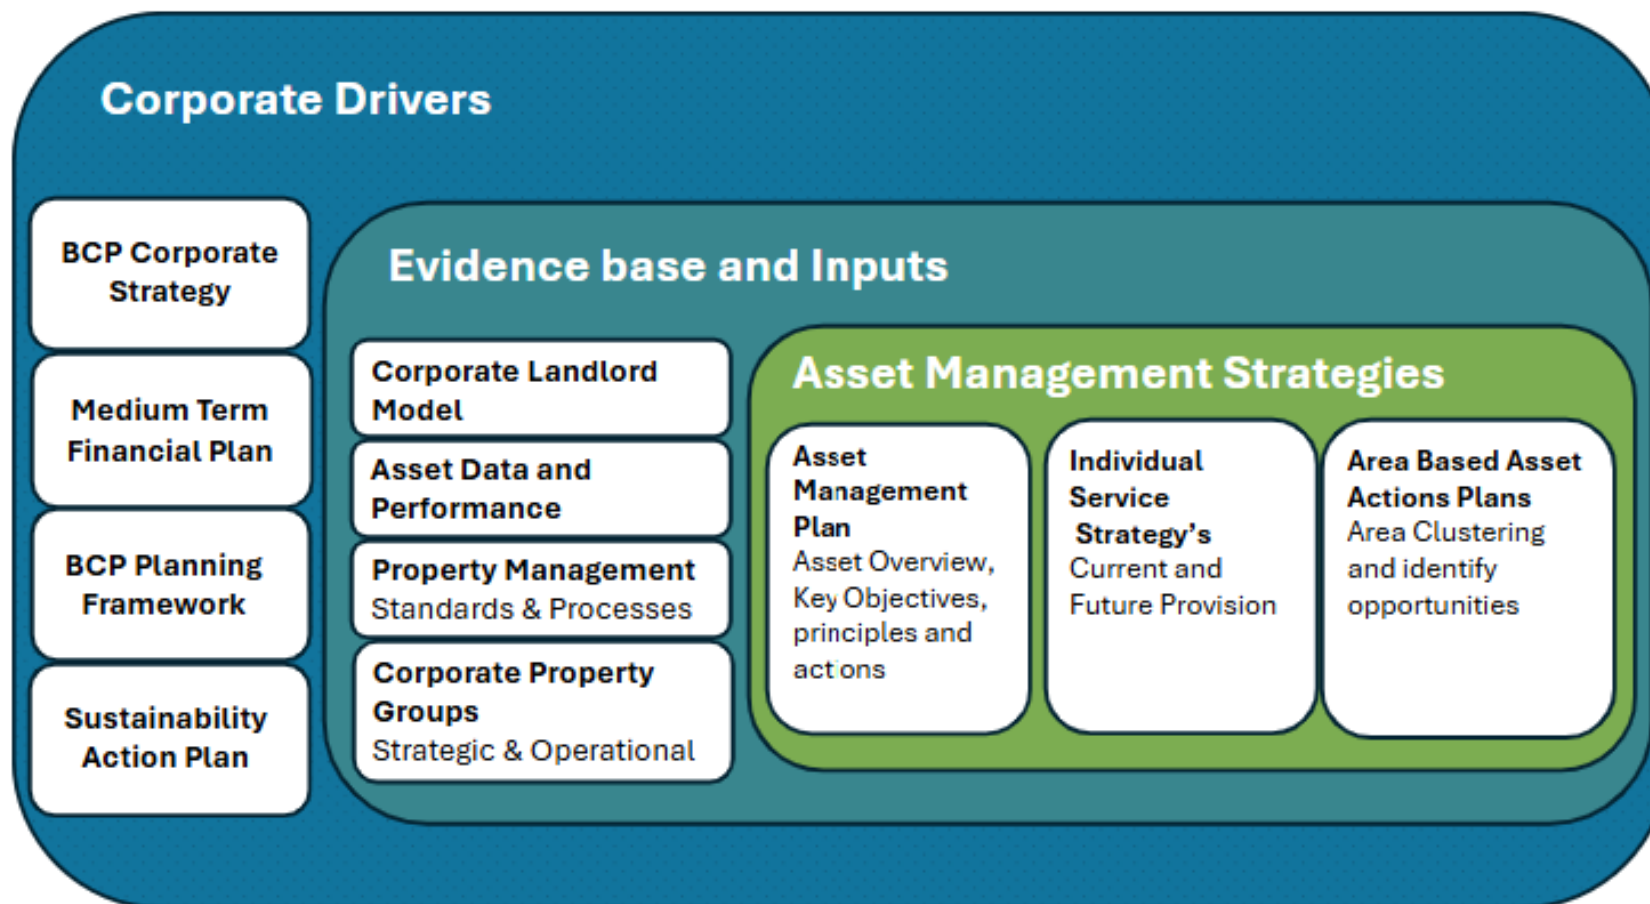 Corporate Drivers
BCP Corporate
Strategy
Medium Term
Financial Plan
BCP Planning
Framework
Sustainability
Action Plan
Evidence base and Inputs
Corporate Landlord
Model
Asset Data and
Performance
Property Management
Standards & Processes
Corporate Property
Groups
Strategic & Operational
Asset Management Strategies
Asset
Management
Plan
Asset Overview,
Key Objectives,
principles and
actions
Individual
Service
Strategy's
Current and
Future Provision
Area Based Asset
Actions Plans
Area Clustering
and identify
opportunities